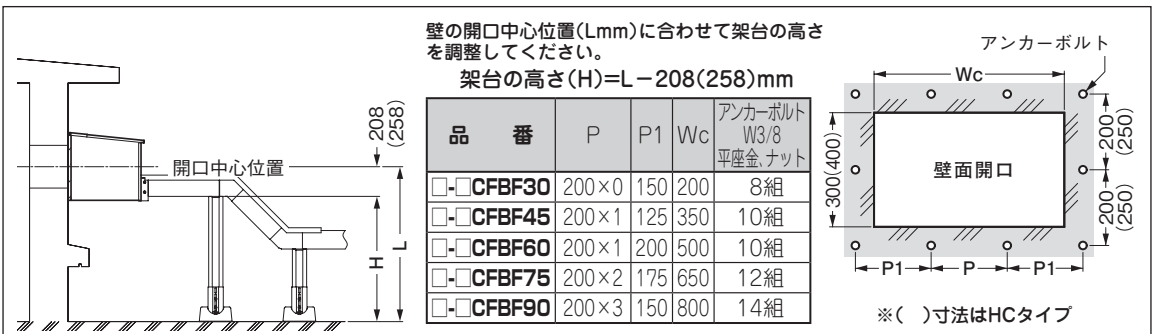 壁の開口中心位置(Lmm)に合わせて架台の高さ
を調整してください。
架台の高さ(H)=L−208(258)mm
208
(258)
開口中心位置
H
L
品 番 P P1 Wc アンカーボルト
W3/8
平座金、ナット
□-□CFBF30 200×0 150 200 8組
□-□CFBF45 200×1 125 350 10組
□-□CFBF60 200×1 200 500 10組
□-□CFBF75 200×2 175 650 12組
□-□CFBF90 200×3 150 800 14組
アンカーボルト
Wc
300(400)
壁面開口
200
(250)
200
(250)
P1 P P1
※( )寸法はHCタイプ